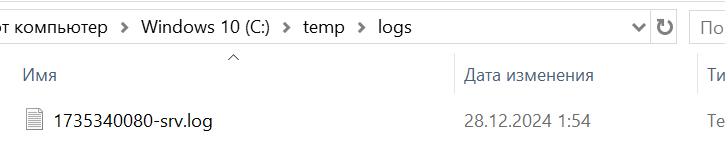 от компьютер > Windows 10 (C:) > temp > logs По
Имя Дата изменения Ти
1735340080-srv.log 28.12.2024 1:54 Те